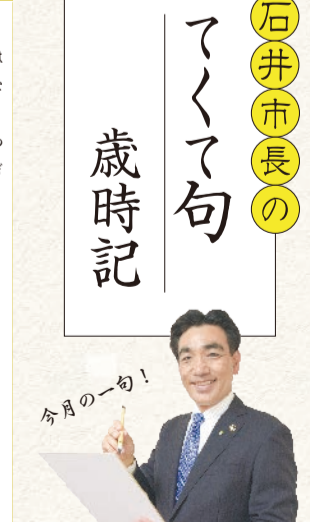 石井市長の
てくて句
歳時記
今月の一句！